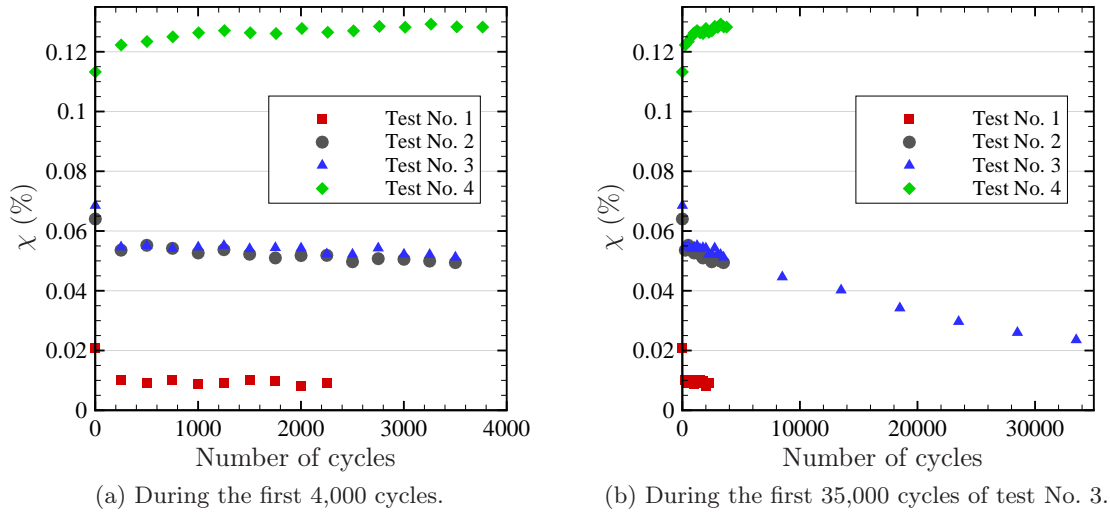 χ (%)
0.12
0.1
0.08
0.06
0.04
0.02
0
Test No. 1
Test No. 2
Test No. 3
Test No. 4
0 1000 2000 3000 4000
Number of cycles
(a) During the first 4,000 cycles.
χ (%)
0.12
0.1
0.08
0.06
0.04
0.02
0
Test No. 1
Test No. 2
Test No. 3
Test No. 4
0 10000 20000 30000
Number of cycles
(b) During the first 35,000 cycles of test No. 3.